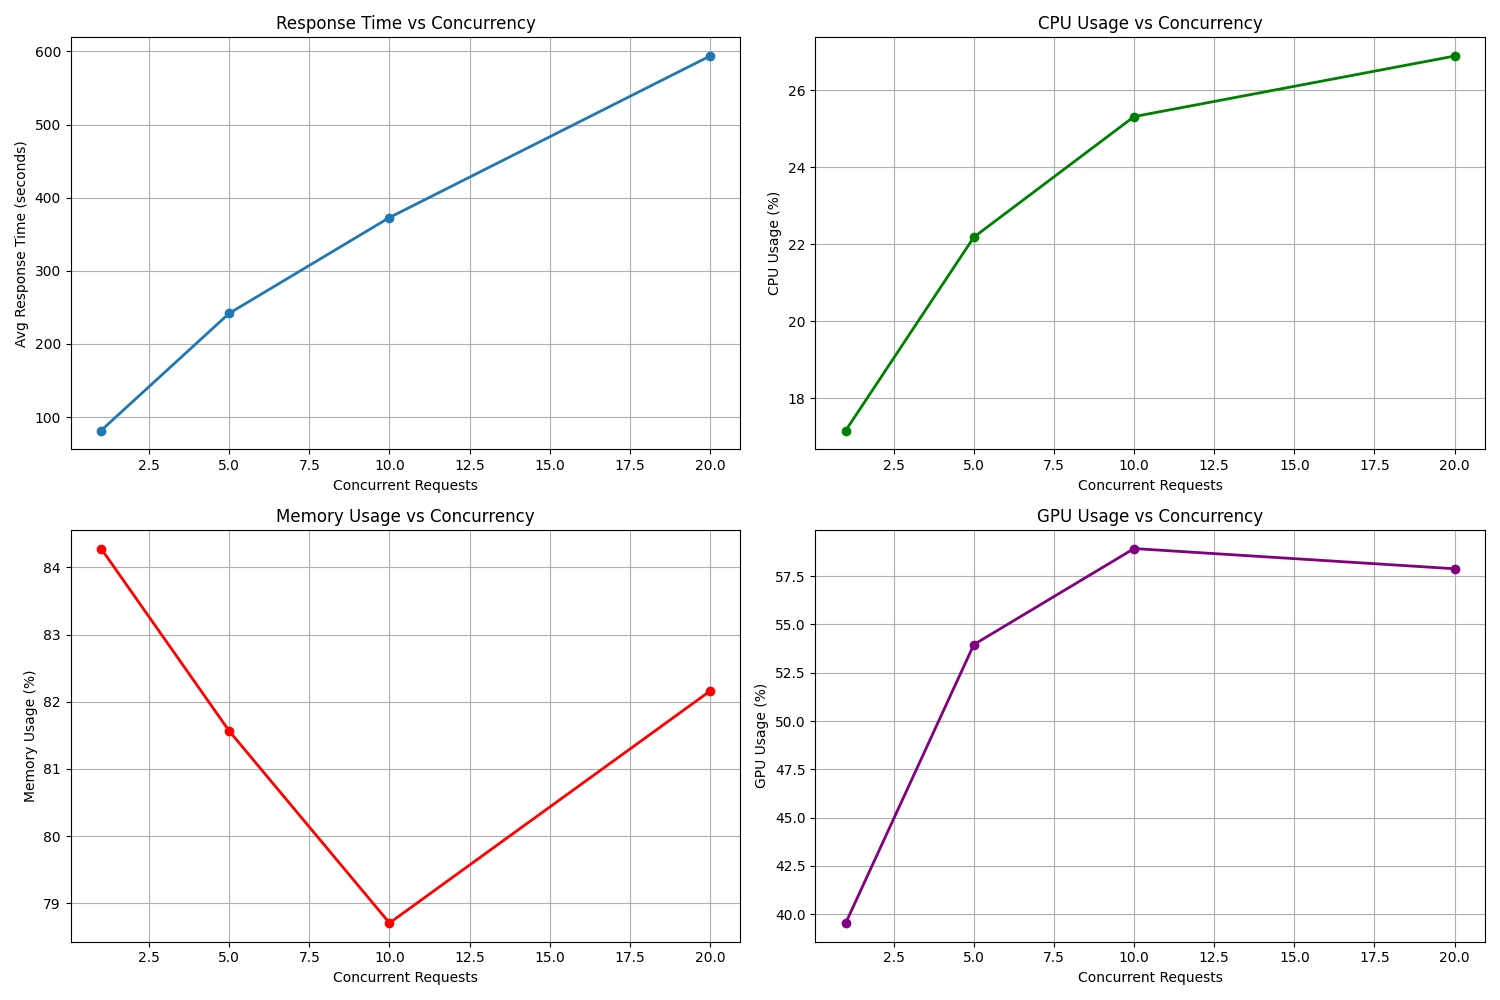 Response Time vs Concurrency
Avg Response Time (seconds)
600
500
400
300
200
100
2.5 5.0 7.5 10.0 12.5 15.0 17.5 20.0
Concurrent Requests
CPU Usage vs Concurrency
CPU Usage (%)
26
24
22
20
18
2.5 5.0 7.5 10.0 12.5 15.0 17.5 20.0
Concurrent Requests
Memory Usage vs Concurrency
Memory Usage (%)
84
83
82
81
80
79
2.5 5.0 7.5 10.0 12.5 15.0 17.5 20.0
Concurrent Requests
GPU Usage vs Concurrency
GPU Usage (%)
57.5
55.0
52.5
50.0
47.5
45.0
42.5
40.0
2.5 5.0 7.5 10.0 12.5 15.0 17.5 20.0
Concurrent Requests